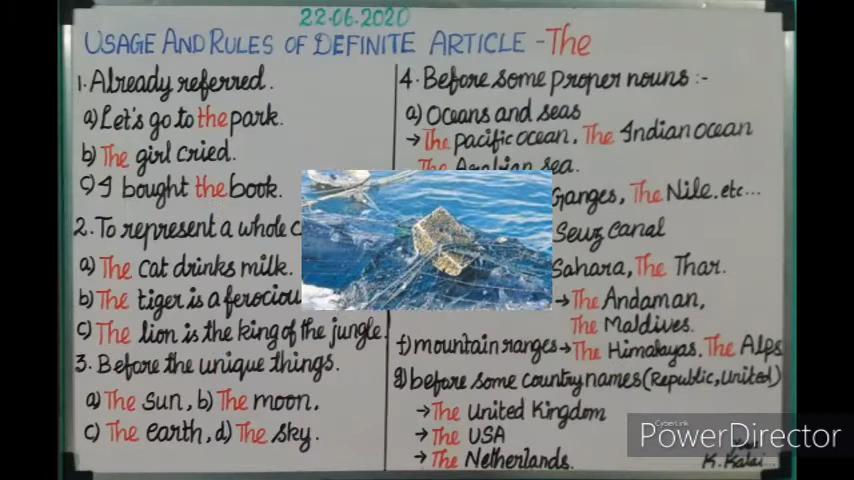 22.06.2020
USAGE AND RULES OF DEFINITE ARTICLE - The
1. Already referred.
a) Let's go to the park.
b) The girl cried.
c) I bought the book.
2. To represent a whole c
a) The cat drinks milk.
b) The tiger is a ferociou
c) The lion is the king of the jungle.
3. Before the unique things.
a) The sun, b) The moon,
c) The earth, d) The sky.
4. Before some proper nouns :-
a) Oceans and seas
→ The pacific ocean, The Indian ocean
The Arabian sea.
Ganges, The Nile. etc...
Seuz canal
Sahara, The Thar.
→ The Andaman,
The Maldives.
f) mountain ranges → The Himalayas, The Alps
g) before some country names (Republic, United)
→ The United Kingdom
→ The USA
→ The Netherlands.
CyberLink
PowerDirector
K. Kalai...